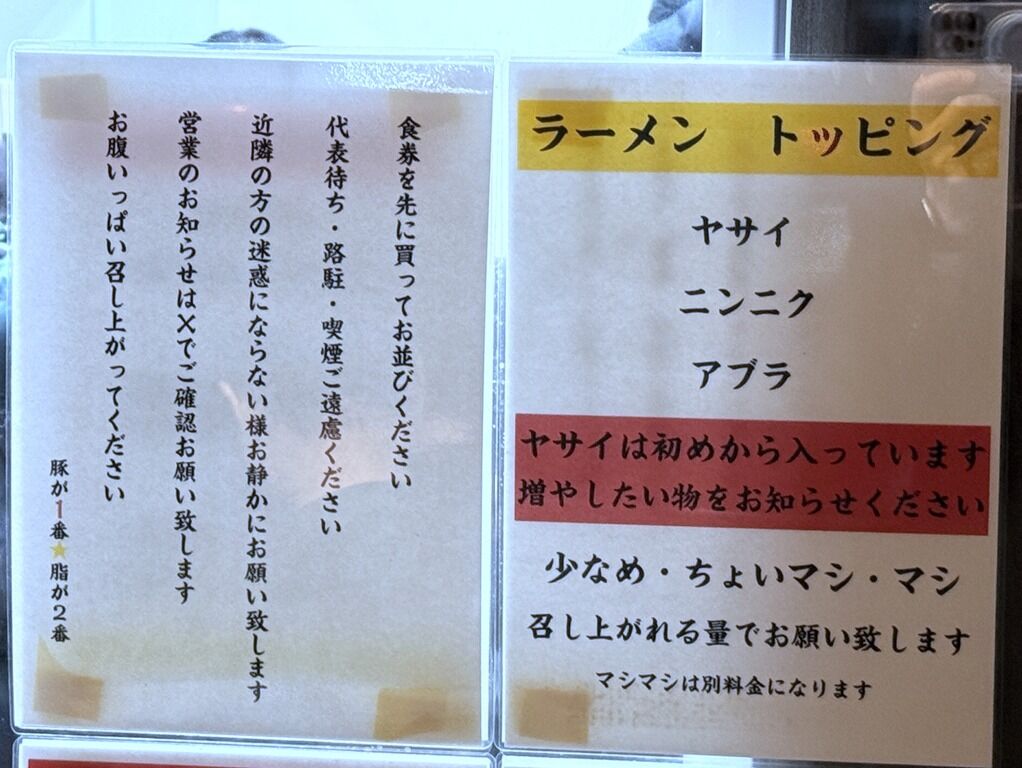 食券を先に買ってお並びください
代表待ち・路駐・喫煙ご遠慮ください
近隣の方の迷惑にならない様お静かにお願い致します
営業のお知らせはXでご確認お願い致します
お腹いっぱい召し上がってください
豚が1番★脂が2番
ラーメン　トッピング
ヤサイ
ニンニク
アブラ
ヤサイは初めから入っています
増やしたい物をお知らせください
少なめ・ちょいマシ・マシ
召し上がれる量でお願い致します
マシマシは別料金になります